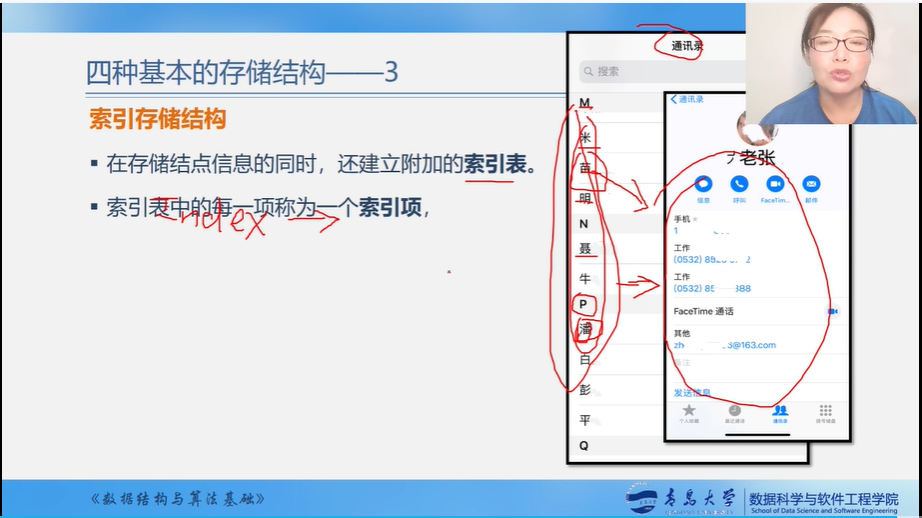 四种基本的存储结构——3
索引存储结构
▪ 在存储结点信息的同时，还建立附加的索引表。
▪ 索引表中的每一项称为一个索引项，
Index
通讯录
搜索
M
米
苗
明
N
聂
牛
P
潘
白
彭
平
Q
通讯录
老张
信息 呼叫 FaceTime... 邮件
手机
1
工作
(0532)
工作
(0532) 85 888
FaceTime 通话
其他
zh 3@163.com
备注
发送信息
个人收藏 最近通话 通讯录 拨号键盘
《数据结构与算法基础》
青岛大学
数据科学与软件工程学院
School of Data Science and Software Engineering